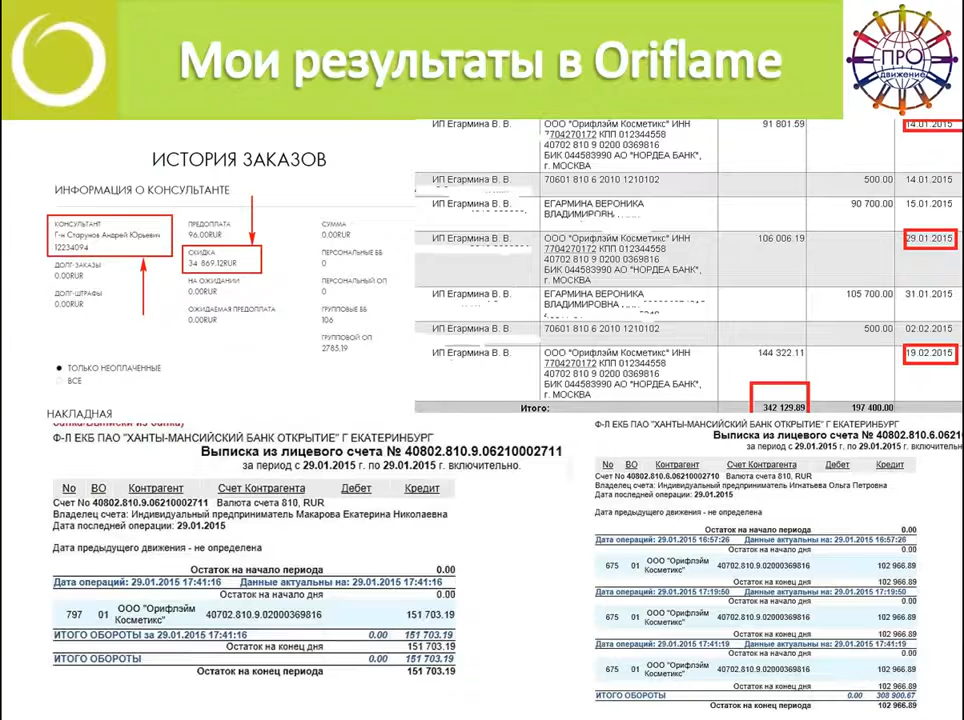 Мои результаты в Oriflame
ПРО
движение
ИСТОРИЯ ЗАКАЗОВ
ИНФОРМАЦИЯ О КОНСУЛЬТАНТЕ
КОНСУЛЬТАНТ
Г-н Старунов Андрей Юрьевич
12234094
ДОЛГ-ЗАКАЗЫ
0.00RUR
ДОЛГ-ШТРАФЫ
0.00RUR
ПРЕДОПЛАТА
96.00RUR
СКИДКА
34 869.12RUR
НА ОЖИДАНИИ
0.00RUR
ОЖИДАЕМАЯ ПРЕДОПЛАТА
0.00RUR
СУММА
0.00RUR
ПЕРСОНАЛЬНЫЕ ББ
0
ПЕРСОНАЛЬНЫЙ ОП
0
ГРУППОВЫЕ ББ
106
ГРУППОВОЙ ОП
2785.19
ТОЛЬКО НЕОПЛАЧЕННЫЕ
ВСЕ
НАКЛАДНАЯ
ИП Егармина В. В. ООО "Орифлэйм Косметикс" ИНН 91 801.59 14.01.2015
7704270172 КПП 012344558
40702 810 9 0200 0369816
БИК 044583990 АО "НОРДЕА БАНК",
г. МОСКВА
ИП Егармина В. В. 70601 810 6 2010 1210102 500.00 14.01.2015
ИП Егармина В. В. ЕГАРМИНА ВЕРОНИКА 90 700.00 15.01.2015
ВЛАДИМИРОВНА
ИП Егармина В. В. ООО "Орифлэйм Косметикс" ИНН 106 006.19 29.01.2015
7704270172 КПП 012344558
40702 810 9 0200 0369816
БИК 044583990 АО "НОРДЕА БАНК",
г. МОСКВА
ИП Егармина В. В. ЕГАРМИНА ВЕРОНИКА 105 700.00 31.01.2015
ВЛАДИМИРОВНА
ИП Егармина В. В. 70601 810 6 2010 1210102 500.00 02.02.2015
ИП Егармина В. В. ООО "Орифлэйм Косметикс" ИНН 144 322.11 19.02.2015
7704270172 КПП 012344558
40702 810 9 0200 0369816
БИК 044583990 АО "НОРДЕА БАНК",
г. МОСКВА
Итого: 342 129.89 197 400.00
Ф-Л ЕКБ ПАО "ХАНТЫ-МАНСИЙСКИЙ БАНК ОТКРЫТИЕ" Г ЕКАТЕРИНБУРГ
Выписка из лицевого счета № 40802.810.9.06210002711
за период с 29.01.2015 г. по 29.01.2015 г. включительно.
No ВО Контрагент Счет Контрагента Дебет Кредит
Счет No 40802.810.9.06210002711 Валюта счета 810, RUR
Владелец счета: Индивидуальный предприниматель Макарова Екатерина Николаевна
Дата последней операции: 29.01.2015
Дата предыдущего движения - не определена
Остаток на начало периода 0.00
Дата операций: 29.01.2015 17:41:16 Данные актуальны на: 29.01.2015 17:41:16
Остаток на начало дня 0.00
797 01 ООО "Орифлэйм Косметикс" 40702.810.9.02000369816 151 703.19
ИТОГО ОБОРОТЫ за 29.01.2015 17:41:16 0.00 151 703.19
Остаток на конец дня 151 703.19
ИТОГО ОБОРОТЫ 0.00 151 703.19
Остаток на конец периода 151 703.19
Ф-Л ЕКБ ПАО "ХАНТЫ-МАНСИЙСКИЙ БАНК ОТКРЫТИЕ" Г ЕКАТЕРИНБУРГ
Выписка из лицевого счета № 40802.810.6.0621
за период с 29.01.2015 г. по 29.01.2015 г. включительно
No ВО Контрагент Счет Контрагента Дебет Кредит
Счет No 40802.810.6.06210002710 Валюта счета 810, RUR
Владелец счета: Индивидуальный предприниматель Игнатьева Ольга Петровна
Дата последней операции: 29.01.2015
Дата предыдущего движения - не определена
Остаток на начало периода 0.00
Дата операций: 29.01.2015 16:57:26 Данные актуальны на: 29.01.2015 16:57:26
Остаток на начало дня 0.00
675 01 ООО "Орифлэйм Косметикс" 40702.810.9.02000369816 102 966.89
Остаток на конец дня 102 966.89
Дата операций: 29.01.2015 17:19:50 Данные актуальны на: 29.01.2015 17:19:50
Остаток на начало дня 0.00
675 01 ООО "Орифлэйм Косметикс" 40702.810.9.02000369816 102 966.89
Остаток на конец дня 102 966.89
Дата операций: 29.01.2015 17:41:19 Данные актуальны на: 29.01.2015 17:41:19
Остаток на начало дня 0.00
675 01 ООО "Орифлэйм Косметикс" 40702.810.9.02000369816 102 966.89
Остаток на конец дня 102 966.89
ИТОГО ОБОРОТЫ 0.00 308 900.67
Остаток на конец периода 102 966.89